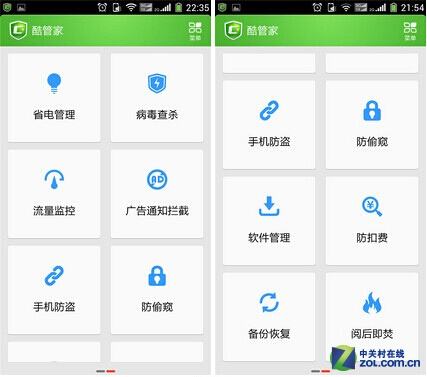 22:35
酷管家
菜单
省电管理
病毒查杀
流量监控
AD
广告通知拦截
手机防盗
防偷窥
21:54
酷管家
菜单
手机防盗
防偷窥
软件管理
防扣费
备份恢复
阅后即焚
中关村在线
ZOL.COM.CN